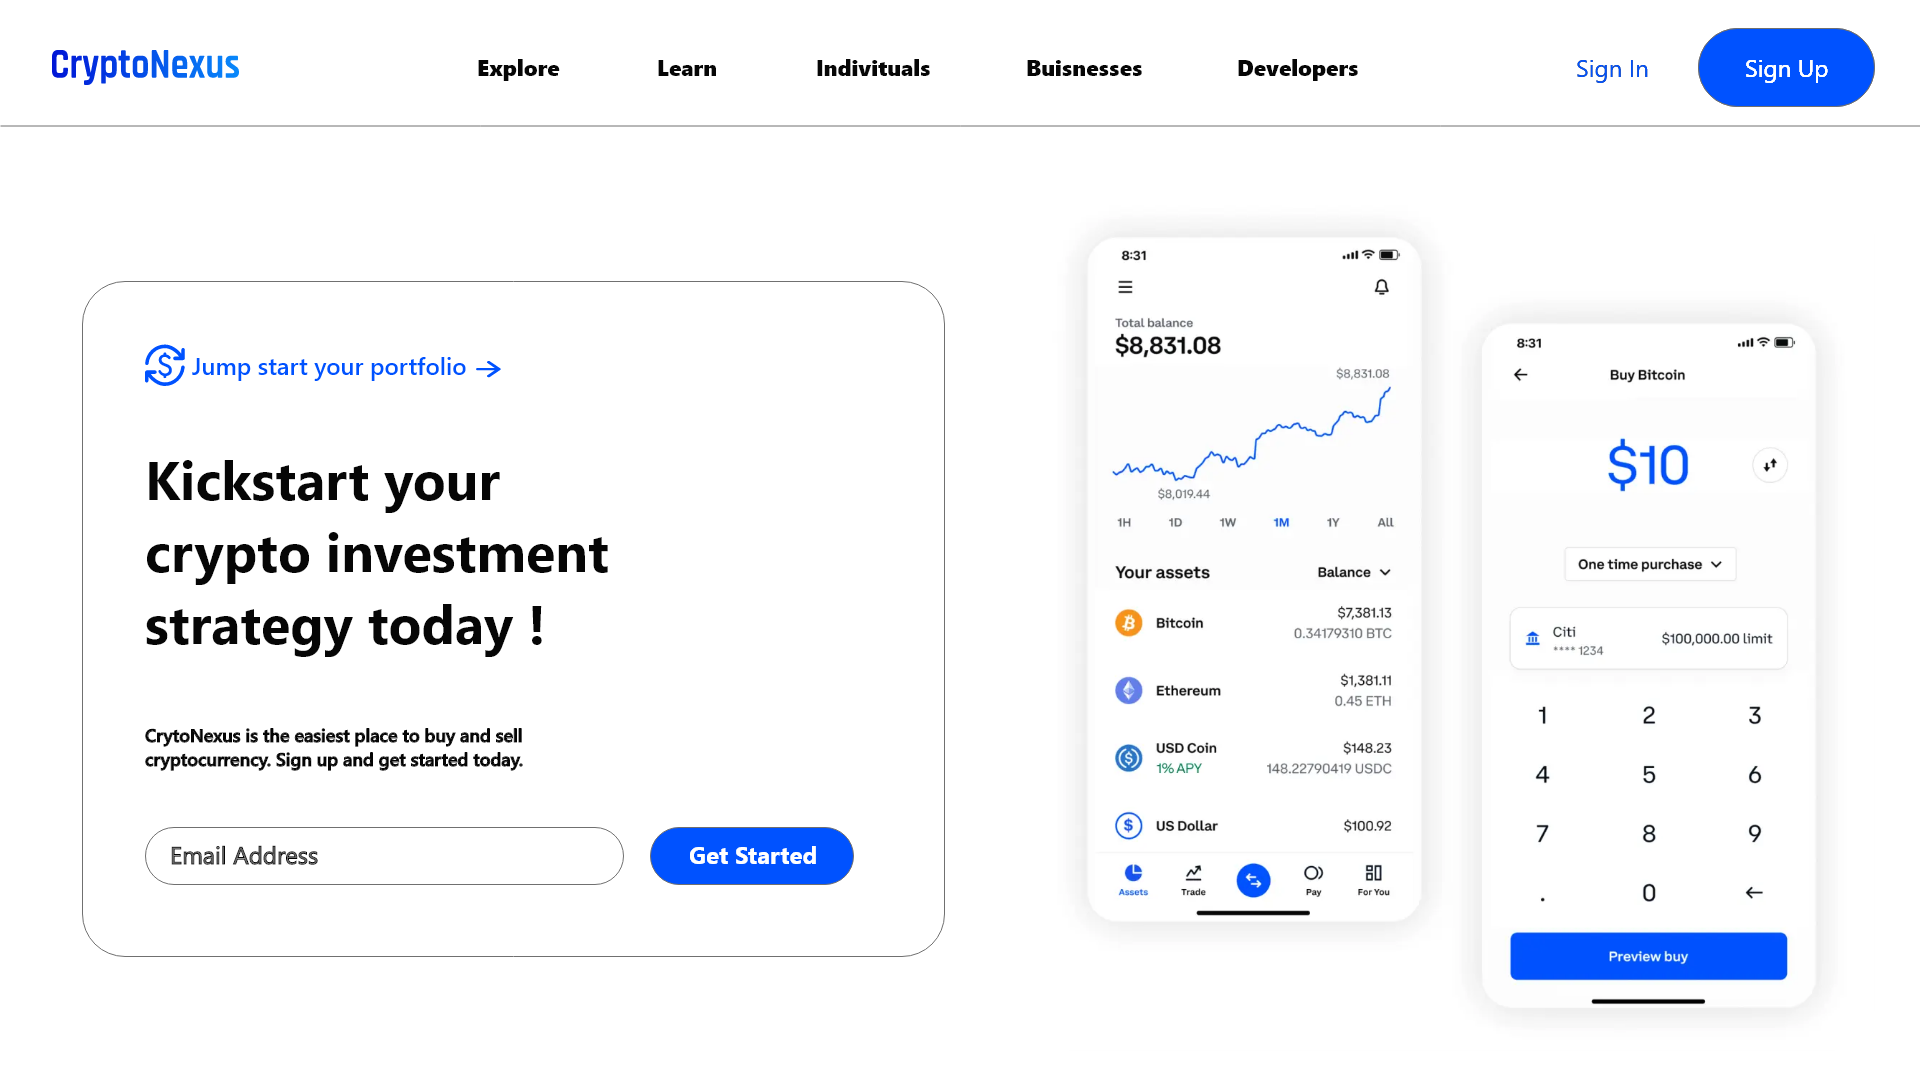 CryptoNexus
Explore
Learn
Indivituals
Buisnesses
Developers
Sign In
Sign Up
Jump start your portfolio →
Kickstart your
crypto investment
strategy today !
CrytoNexus is the easiest place to buy and sell
cryptocurrency. Sign up and get started today.
Email Address
Get Started
8:31
Total balance
$8,831.08
$8,831.08
$8,019.44
1H 1D 1W 1M 1Y All
Your assets Balance
Bitcoin $7,381.13
0.34179310 BTC
Ethereum $1,381.11
0.45 ETH
USD Coin $148.23
1% APY 148.22790419 USDC
US Dollar $100.92
Assets Trade Pay For You
8:31
Buy Bitcoin
$10
One time purchase
Citi $100,000.00 limit
**** 1234
1 2 3
4 5 6
7 8 9
. 0 ←
Preview buy